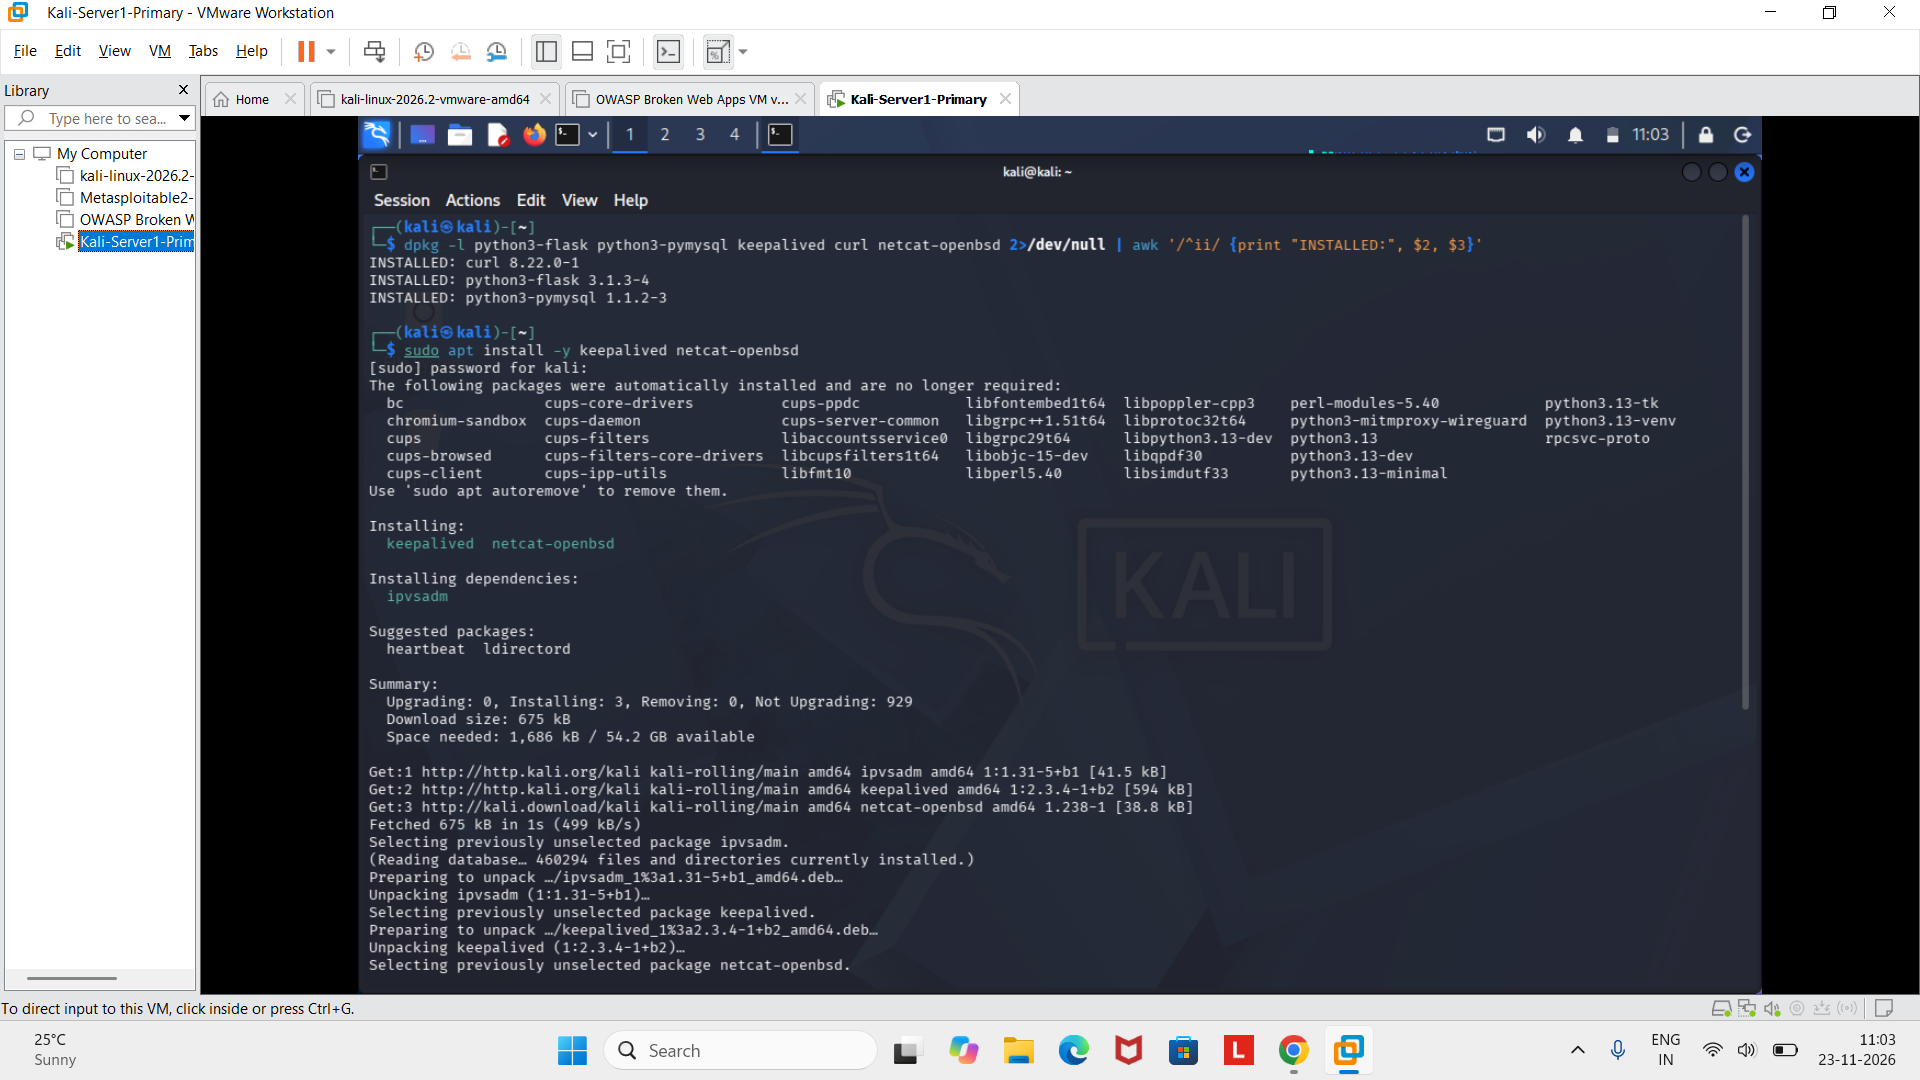 Kali-Server1-Primary - VMware Workstation
File Edit View VM Tabs Help
Library
Type here to sea...
My Computer
kali-linux-2026.2-
Metasploitable2-
OWASP Broken W
Kali-Server1-Prim
Home
kali-linux-2026.2-vmware-amd64
OWASP Broken Web Apps VM v...
Kali-Server1-Primary
1 2 3 4
11:03
kali@kali: ~
Session Actions Edit View Help
┌──(kali㉿kali)-[~]
└─$ dpkg -l python3-flask python3-pymysql keepalived curl netcat-openbsd 2>/dev/null | awk '/^ii/ {print "INSTALLED:", $2, $3}'
INSTALLED: curl 8.22.0-1
INSTALLED: python3-flask 3.1.3-4
INSTALLED: python3-pymysql 1.1.2-3
┌──(kali㉿kali)-[~]
└─$ sudo apt install -y keepalived netcat-openbsd
[sudo] password for kali:
The following packages were automatically installed and are no longer required:
bc cups-core-drivers cups-ppdc libfontembed1t64 libpoppler-cpp3 perl-modules-5.40 python3.13-tk
chromium-sandbox cups-daemon cups-server-common libgrpc++1.51t64 libprotoc32t64 python3-mitmproxy-wireguard python3.13-venv
cups cups-filters libaccountsservice0 libgrpc29t64 libpython3.13-dev python3.13 rpcsvc-proto
cups-browsed cups-filters-core-drivers libcupsfilters1t64 libobjc-15-dev libqpdf30 python3.13-dev
cups-client cups-ipp-utils libfmt10 libperl5.40 libsimdutf33 python3.13-minimal
Use 'sudo apt autoremove' to remove them.
Installing:
keepalived netcat-openbsd
Installing dependencies:
ipvsadm
Suggested packages:
heartbeat ldirectord
Summary:
Upgrading: 0, Installing: 3, Removing: 0, Not Upgrading: 929
Download size: 675 kB
Space needed: 1,686 kB / 54.2 GB available
Get:1 http://http.kali.org/kali kali-rolling/main amd64 ipvsadm amd64 1:1.31-5+b1 [41.5 kB]
Get:2 http://http.kali.org/kali kali-rolling/main amd64 keepalived amd64 1:2.3.4-1+b2 [594 kB]
Get:3 http://kali.download/kali kali-rolling/main amd64 netcat-openbsd amd64 1.238-1 [38.8 kB]
Fetched 675 kB in 1s (499 kB/s)
Selecting previously unselected package ipvsadm.
(Reading database… 460294 files and directories currently installed.)
Preparing to unpack …/ipvsadm_1%3a1.31-5+b1_amd64.deb…
Unpacking ipvsadm (1:1.31-5+b1)…
Selecting previously unselected package keepalived.
Preparing to unpack …/keepalived_1%3a2.3.4-1+b2_amd64.deb…
Unpacking keepalived (1:2.3.4-1+b2)…
Selecting previously unselected package netcat-openbsd.
KALI
To direct input to this VM, click inside or press Ctrl+G.
25°C
Sunny
Search
L
ENG
IN
11:03
23-11-2026